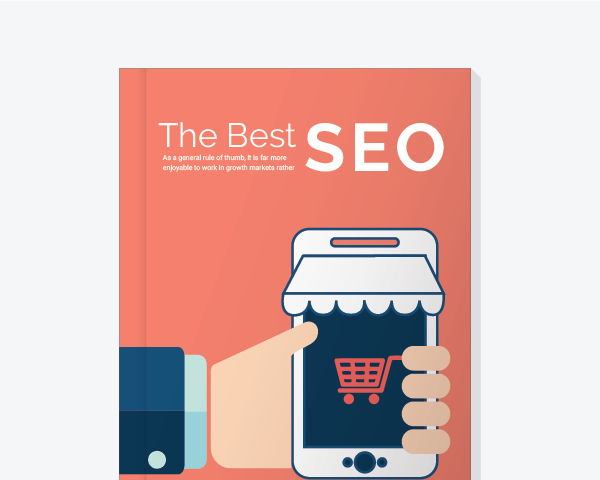 The Best SEO
As a general rule of thumb, it is far more
enjoyable to work in growth markets rather